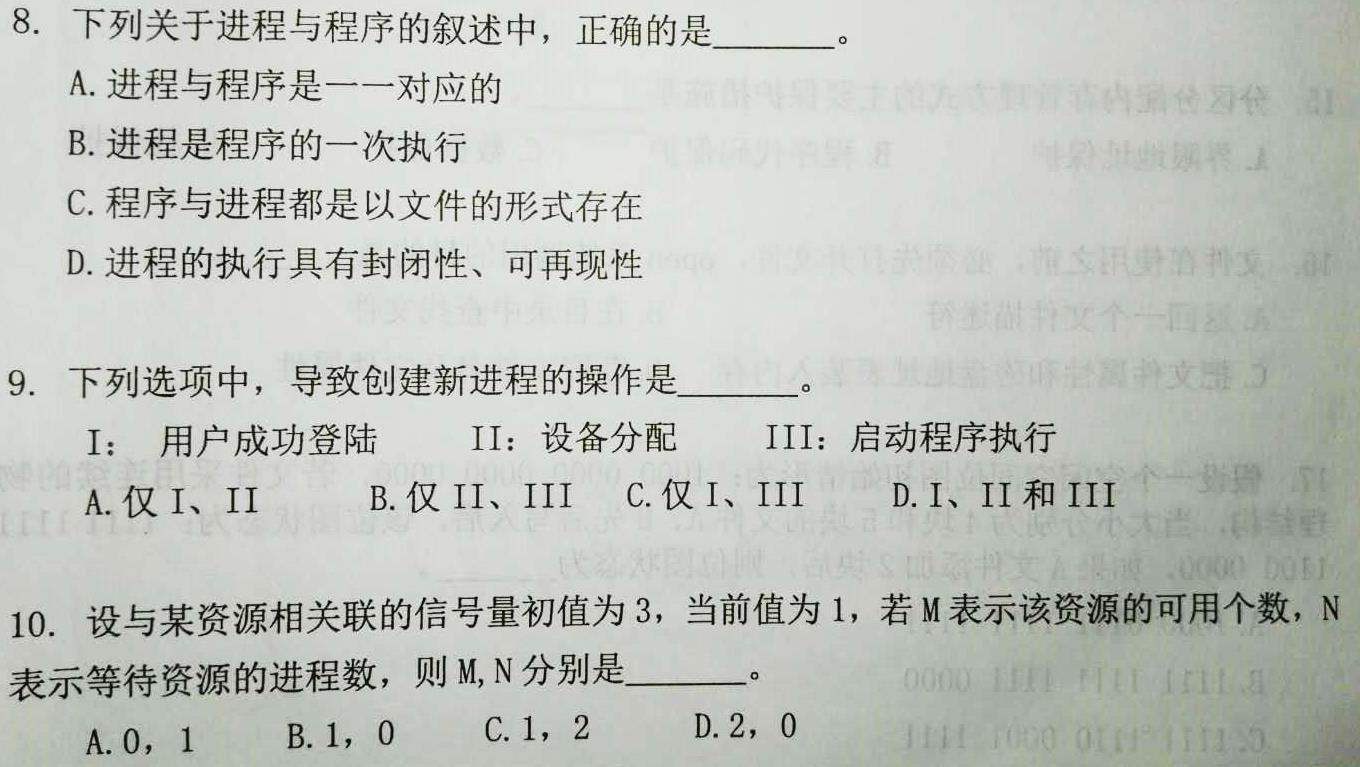 8. 下列关于进程与程序的叙述中，正确的是_______。
A. 进程与程序是一一对应的
B. 进程是程序的一次执行
C. 程序与进程都是以文件的形式存在
D. 进程的执行具有封闭性、可再现性
9. 下列选项中，导致创建新进程的操作是_______。
I： 用户成功登陆 II：设备分配 III：启动程序执行
A. 仅 I、II B. 仅 II、III C. 仅 I、III D. I、II 和 III
10. 设与某资源相关联的信号量初值为 3，当前值为 1，若 M 表示该资源的可用个数，N
表示等待资源的进程数，则 M, N 分别是_______。
A. 0，1 B. 1，0 C. 1，2 D. 2，0